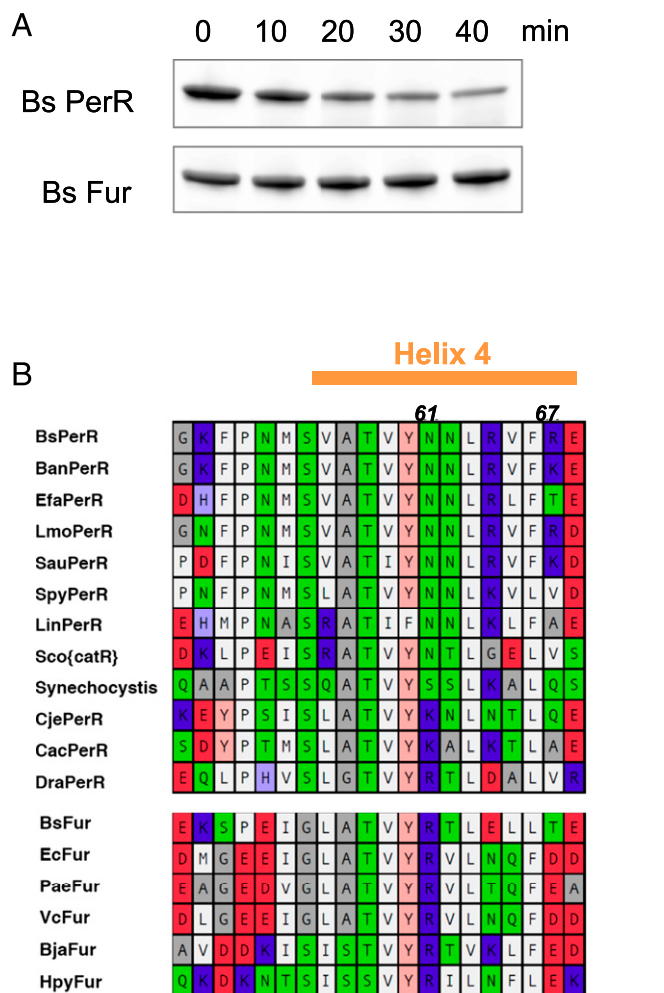 A
0 10 20 30 40 min
Bs PerR
Bs Fur
B
Helix 4
61 67
BsPerR G K F P N M S V A T V Y N N L R V F R E
BanPerR G K F P N M S V A T V Y N N L R V F K E
EfaPerR D H F P N M S V A T V Y N N L R L F T E
LmoPerR G N F P N M S V A T V Y N N L R V F R D
SauPerR P D F P N I S V A T I Y N N L R V F K D
SpyPerR P N F P N M S L A T V Y N N L K V L V D
LinPerR E H M P N A S R A T I F N N L K L F A E
Sco{catR} D K L P E I S R A T V Y N T L G E L V S
Synechocystis Q A A P T S S Q A T V Y S S L K A L Q S
CjePerR K E Y P S I S L A T V Y K N L N T L Q E
CacPerR S D Y P T M S L A T V Y K A L K T L A E
DraPerR E Q L P H V S L G T V Y R T L D A L V R
BsFur E K S P E I G L A T V Y R T L E L L T E
EcFur D M G E E I G L A T V Y R V L N Q F D D
PaeFur E A G E D V G L A T V Y R V L T Q F E A
VcFur D L G E E I G L A T V Y R V L N Q F D D
BjaFur A V D D K I S I S T V Y R T V K L F E D
HpyFur Q K D K N T S I S S V Y R I L N F L E K